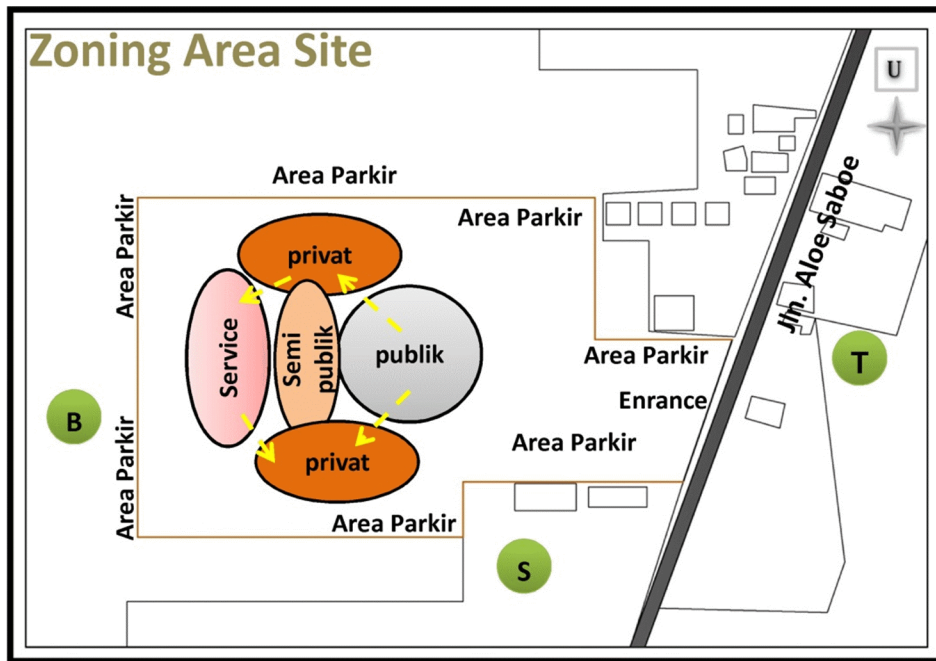 Zoning Area Site
U
Area Parkir
Area Parkir
Area Parkir
Jln. Aloe Saboe
privat
Service
Semi
publik
publik
Area Parkir
T
Enrance
B
Area Parkir
Area Parkir
privat
Area Parkir
S